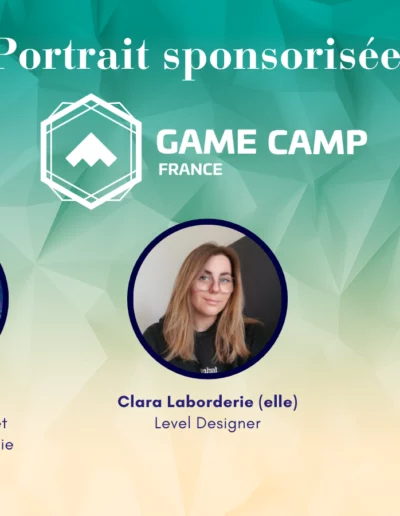 Portrait sponsorisée
GAME CAMP
FRANCE
Clara Laborderie (elle)
Level Designer